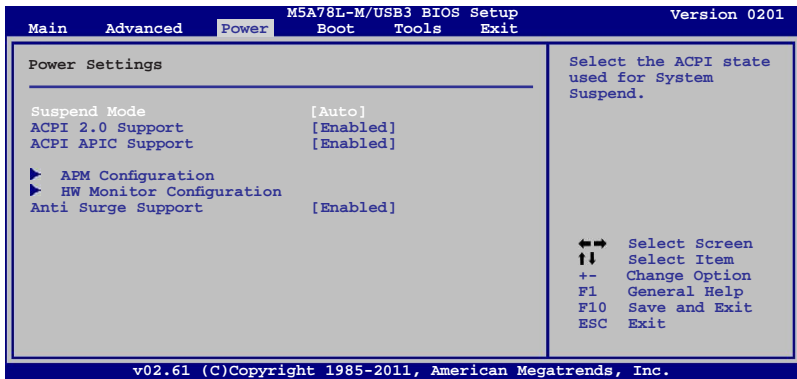 M5A78L-M/USB3 BIOS Setup Version 0201
Main Advanced Power Boot Tools Exit
Power Settings
Suspend Mode [Auto]
ACPI 2.0 Support [Enabled]
ACPI APIC Support [Enabled]
APM Configuration
HW Monitor Configuration
Anti Surge Support [Enabled]
Select the ACPI state
used for System
Suspend.
Select Screen
Select Item
+- Change Option
F1 General Help
F10 Save and Exit
ESC Exit
v02.61 (C)Copyright 1985-2011, American Megatrends, Inc.